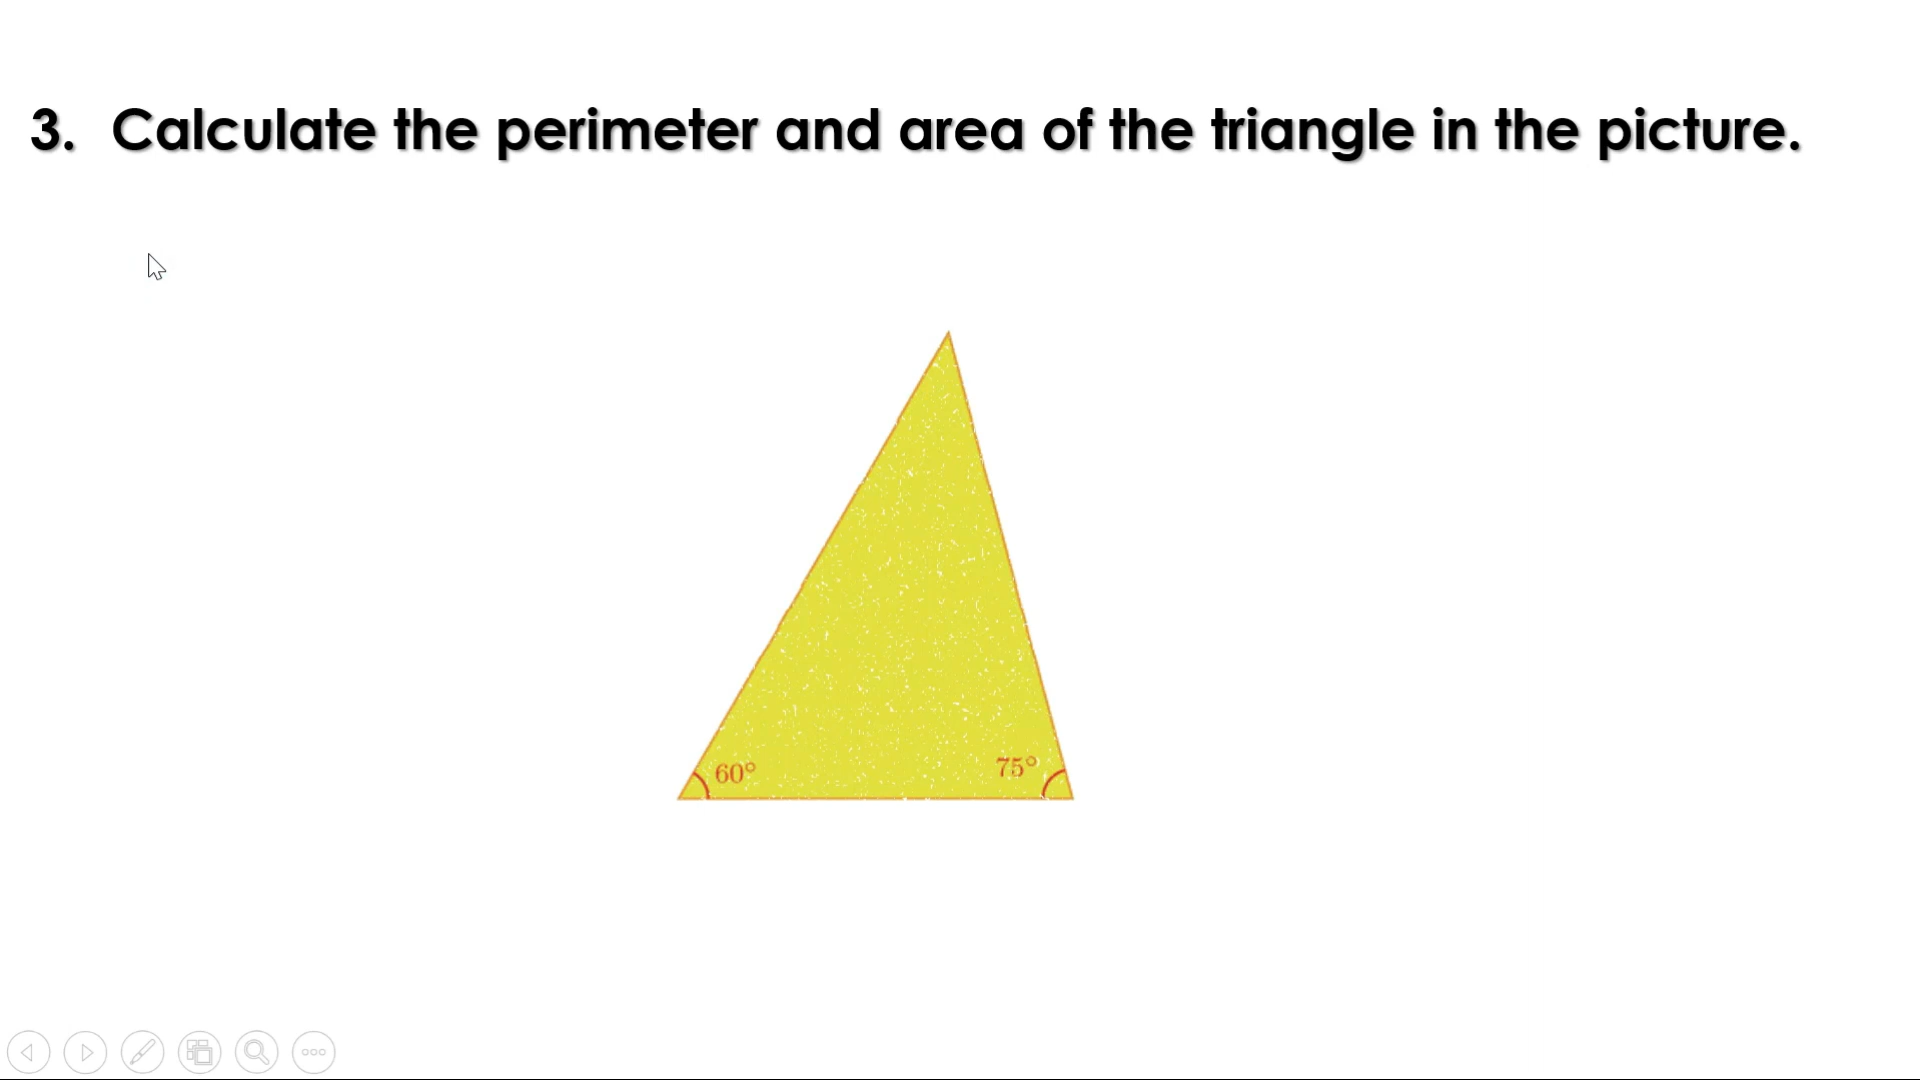 3. Calculate the perimeter and area of the triangle in the picture.
60° 75°